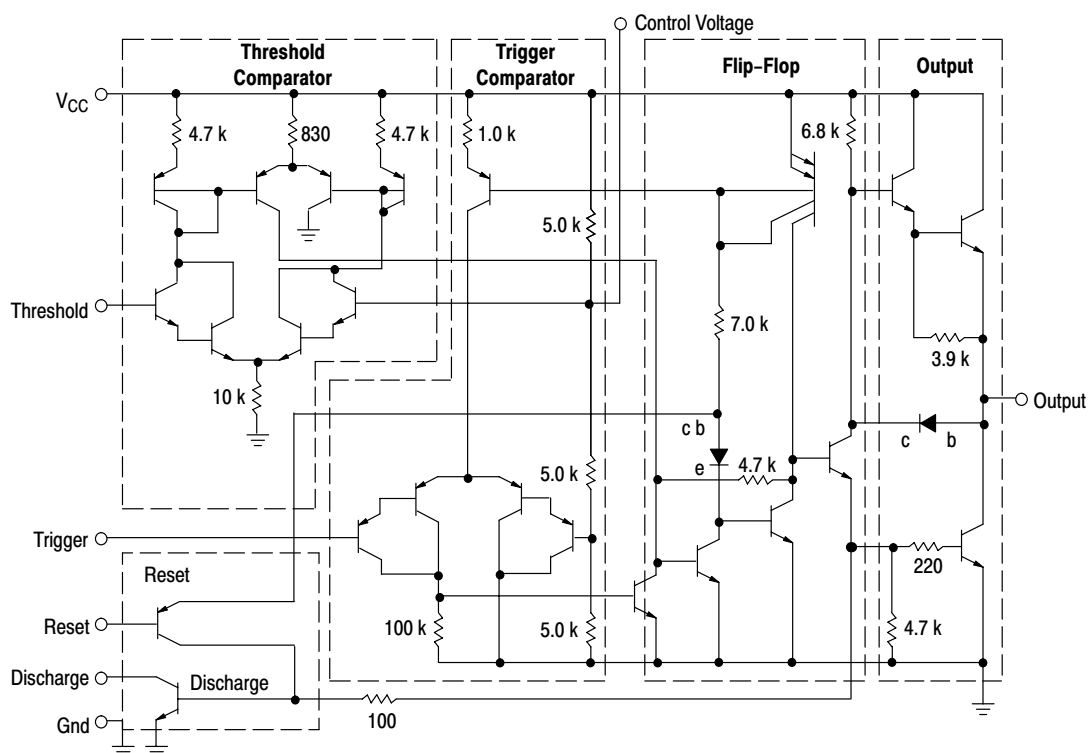 Control Voltage
Threshold
Comparator
Trigger
Comparator
Flip–Flop
Output
VCC
4.7 k
830
4.7 k
1.0 k
6.8 k
5.0 k
Threshold
7.0 k
3.9 k
10 k
Output
c b
c
b
e
4.7 k
5.0 k
Trigger
Reset
220
Reset
100 k
5.0 k
4.7 k
Discharge
Discharge
100
Gnd